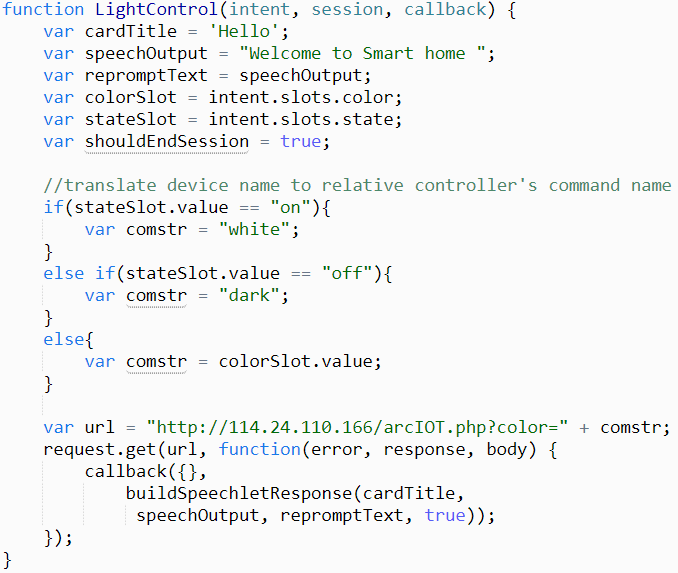 function LightControl(intent, session, callback) {
    var cardTitle = 'Hello';
    var speechOutput = "Welcome to Smart home ";
    var repromptText = speechOutput;
    var colorSlot = intent.slots.color;
    var stateSlot = intent.slots.state;
    var shouldEndSession = true;

    //translate device name to relative controller's command name
    if(stateSlot.value == "on"){
        var comstr = "white";
    }
    else if(stateSlot.value == "off"){
        var comstr = "dark";
    }
    else{
        var comstr = colorSlot.value;
    }

    var url = "http://114.24.110.166/arcIOT.php?color=" + comstr;
    request.get(url, function(error, response, body) {
        callback({},
            buildSpeechletResponse(cardTitle,
             speechOutput, repromptText, true));
    });
}